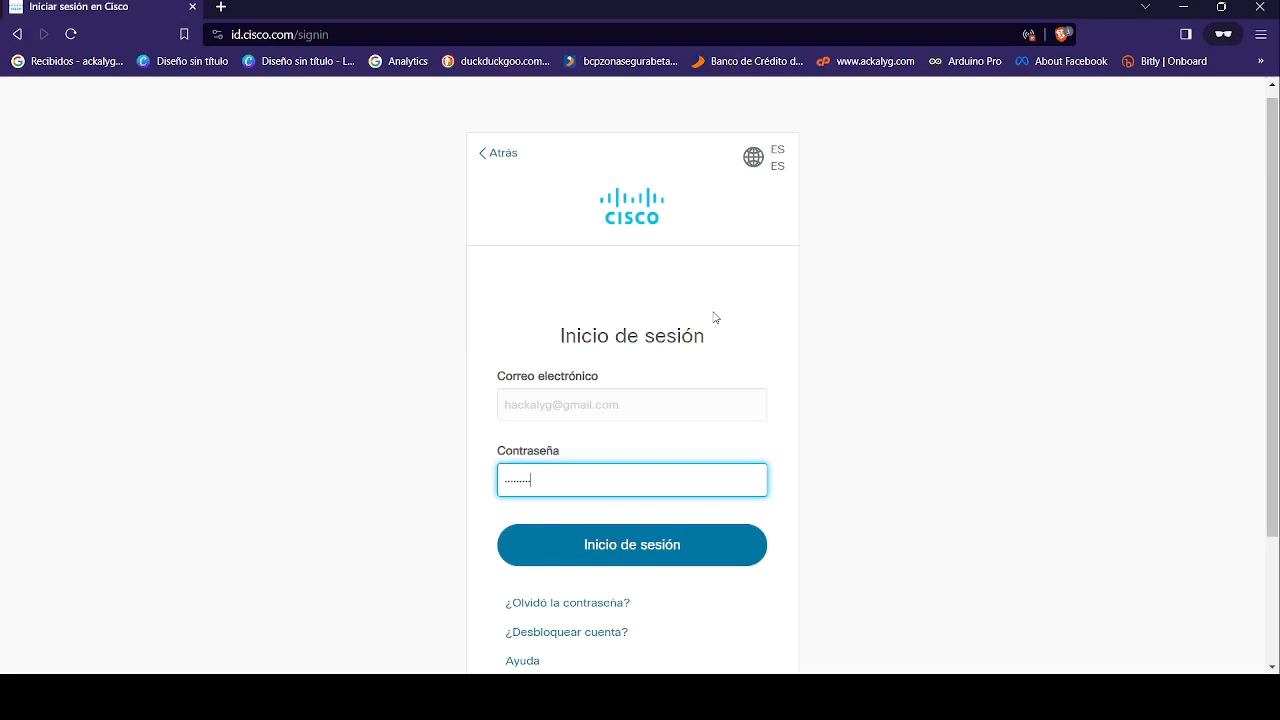 Iniciar sesión en Cisco
id.cisco.com/signin
3
Recibidos - ackalyg...
Diseño sin título
Diseño sin título - L...
Analytics
duckduckgoo.com...
bcpzonasegurabeta...
Banco de Crédito d...
www.ackalyg.com
Arduino Pro
About Facebook
Bitly | Onboard
»
Atrás
ES
ES
CISCO
Inicio de sesión
Correo electrónico
hackalyg@gmail.com
Contraseña
Inicio de sesión
¿Olvidó la contraseña?
¿Desbloquear cuenta?
Ayuda